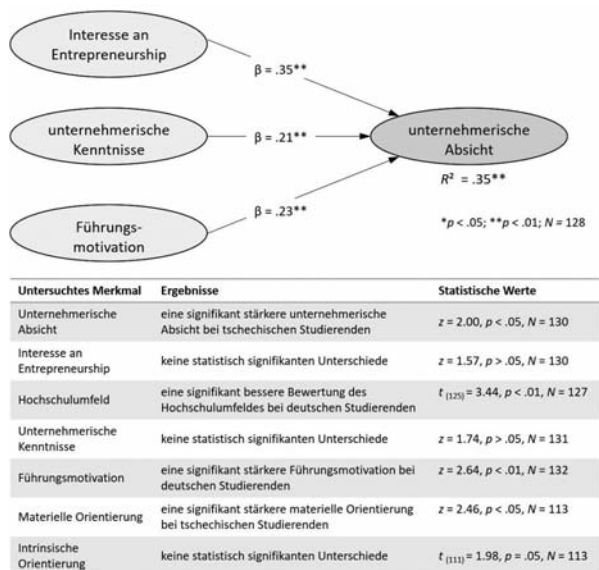 Interesse an
Entrepreneurship
β = .35**
unternehmerische
Kenntnisse
β = .21**
unternehmerische
Absicht
R² = .35**
β = .23**
Führungs-
motivation
*p < .05; **p < .01; N = 128
Untersuchtes Merkmal Ergebnisse Statistische Werte
Unternehmerische Absicht eine signifikant stärkere unternehmerische Absicht bei tschechischen Studierenden z = 2.00, p < .05, N = 130
Interesse an Entrepreneurship keine statistisch signifikanten Unterschiede z = 1.57, p > .05, N = 130
Hochschulumfeld eine signifikant bessere Bewertung des Hochschulumfeldes bei deutschen Studierenden t (125) = 3.44, p < .01, N = 127
Unternehmerische Kenntnisse keine statistisch signifikanten Unterschiede z = 1.74, p > .05, N = 131
Führungsmotivation eine signifikant stärkere Führungsmotivation bei deutschen Studierenden z = 2.64, p < .01, N = 132
Materielle Orientierung eine signifikant stärkere materielle Orientierung bei tschechischen Studierenden z = 2.46, p < .05, N = 113
Intrinsische Orientierung keine statistisch signifikanten Unterschiede t (111) = 1.98, p = .05, N = 113